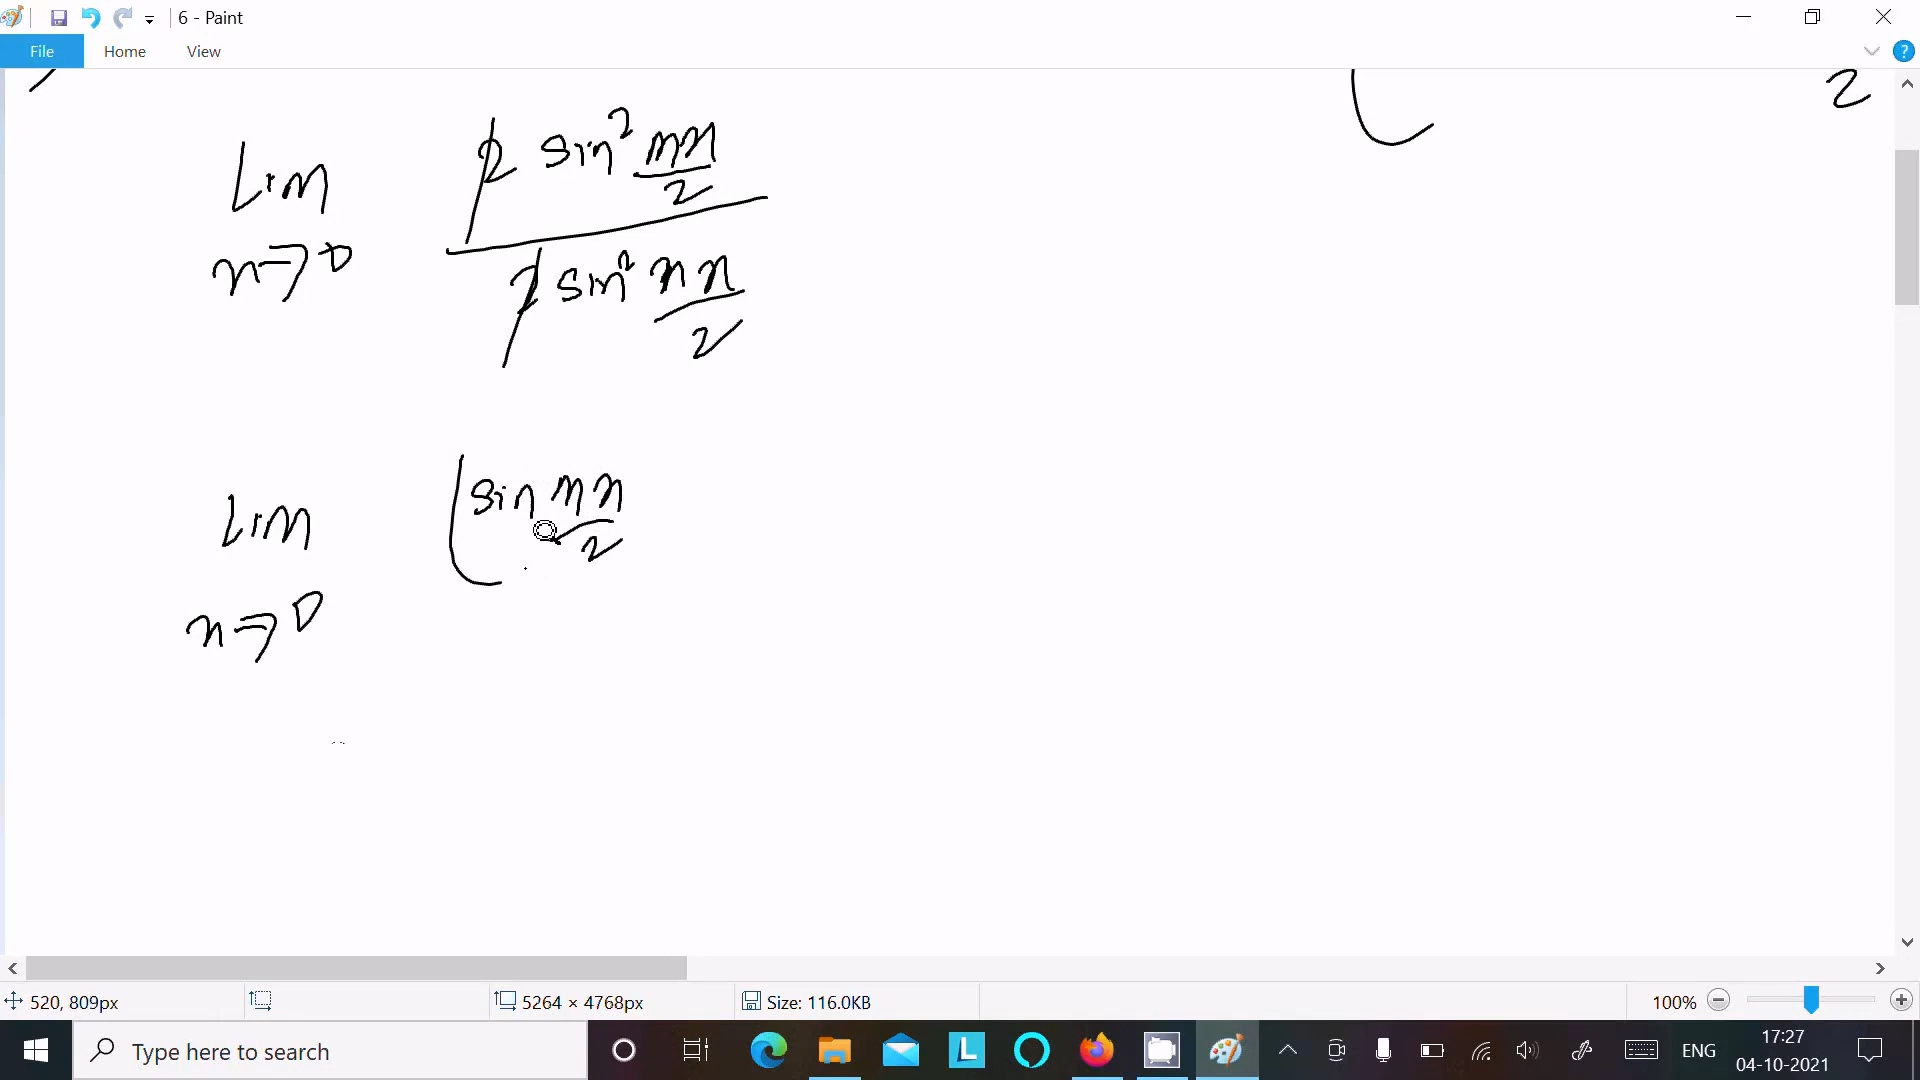 6 - Paint
File Home View
2
Lim 2 sin² mx/2
x→0 2 sin² nx/2
Lim (sin mx/2
x→0
520, 809px 5264 × 4768px Size: 116.0KB 100%
Type here to search L ENG 17:27
04-10-2021